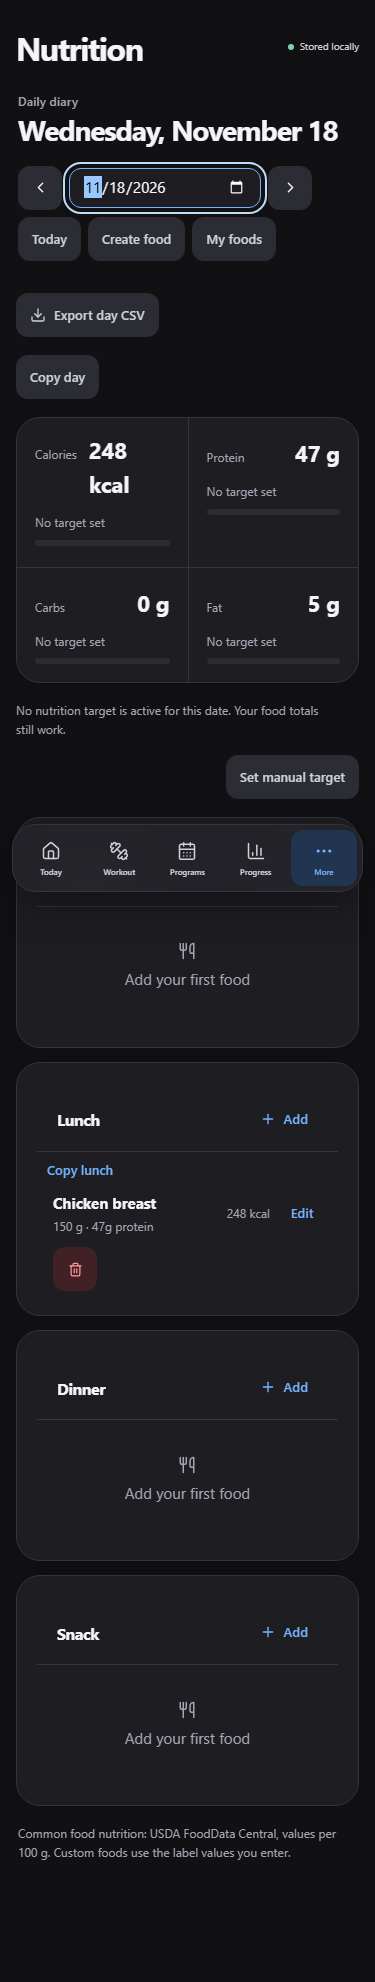 Nutrition
Stored locally
Daily diary
Wednesday, November 18
11/18/2026
Today
Create food
My foods
Export day CSV
Copy day
Calories 248 kcal
No target set
Protein 47 g
No target set
Carbs 0 g
No target set
Fat 5 g
No target set
No nutrition target is active for this date. Your food totals
still work.
Set manual target
Today
Workout
Programs
Progress
More
Add your first food
Lunch
Add
Copy lunch
Chicken breast
150 g · 47g protein
248 kcal
Edit
Dinner
Add
Add your first food
Snack
Add
Add your first food
Common food nutrition: USDA FoodData Central, values per
100 g. Custom foods use the label values you enter.